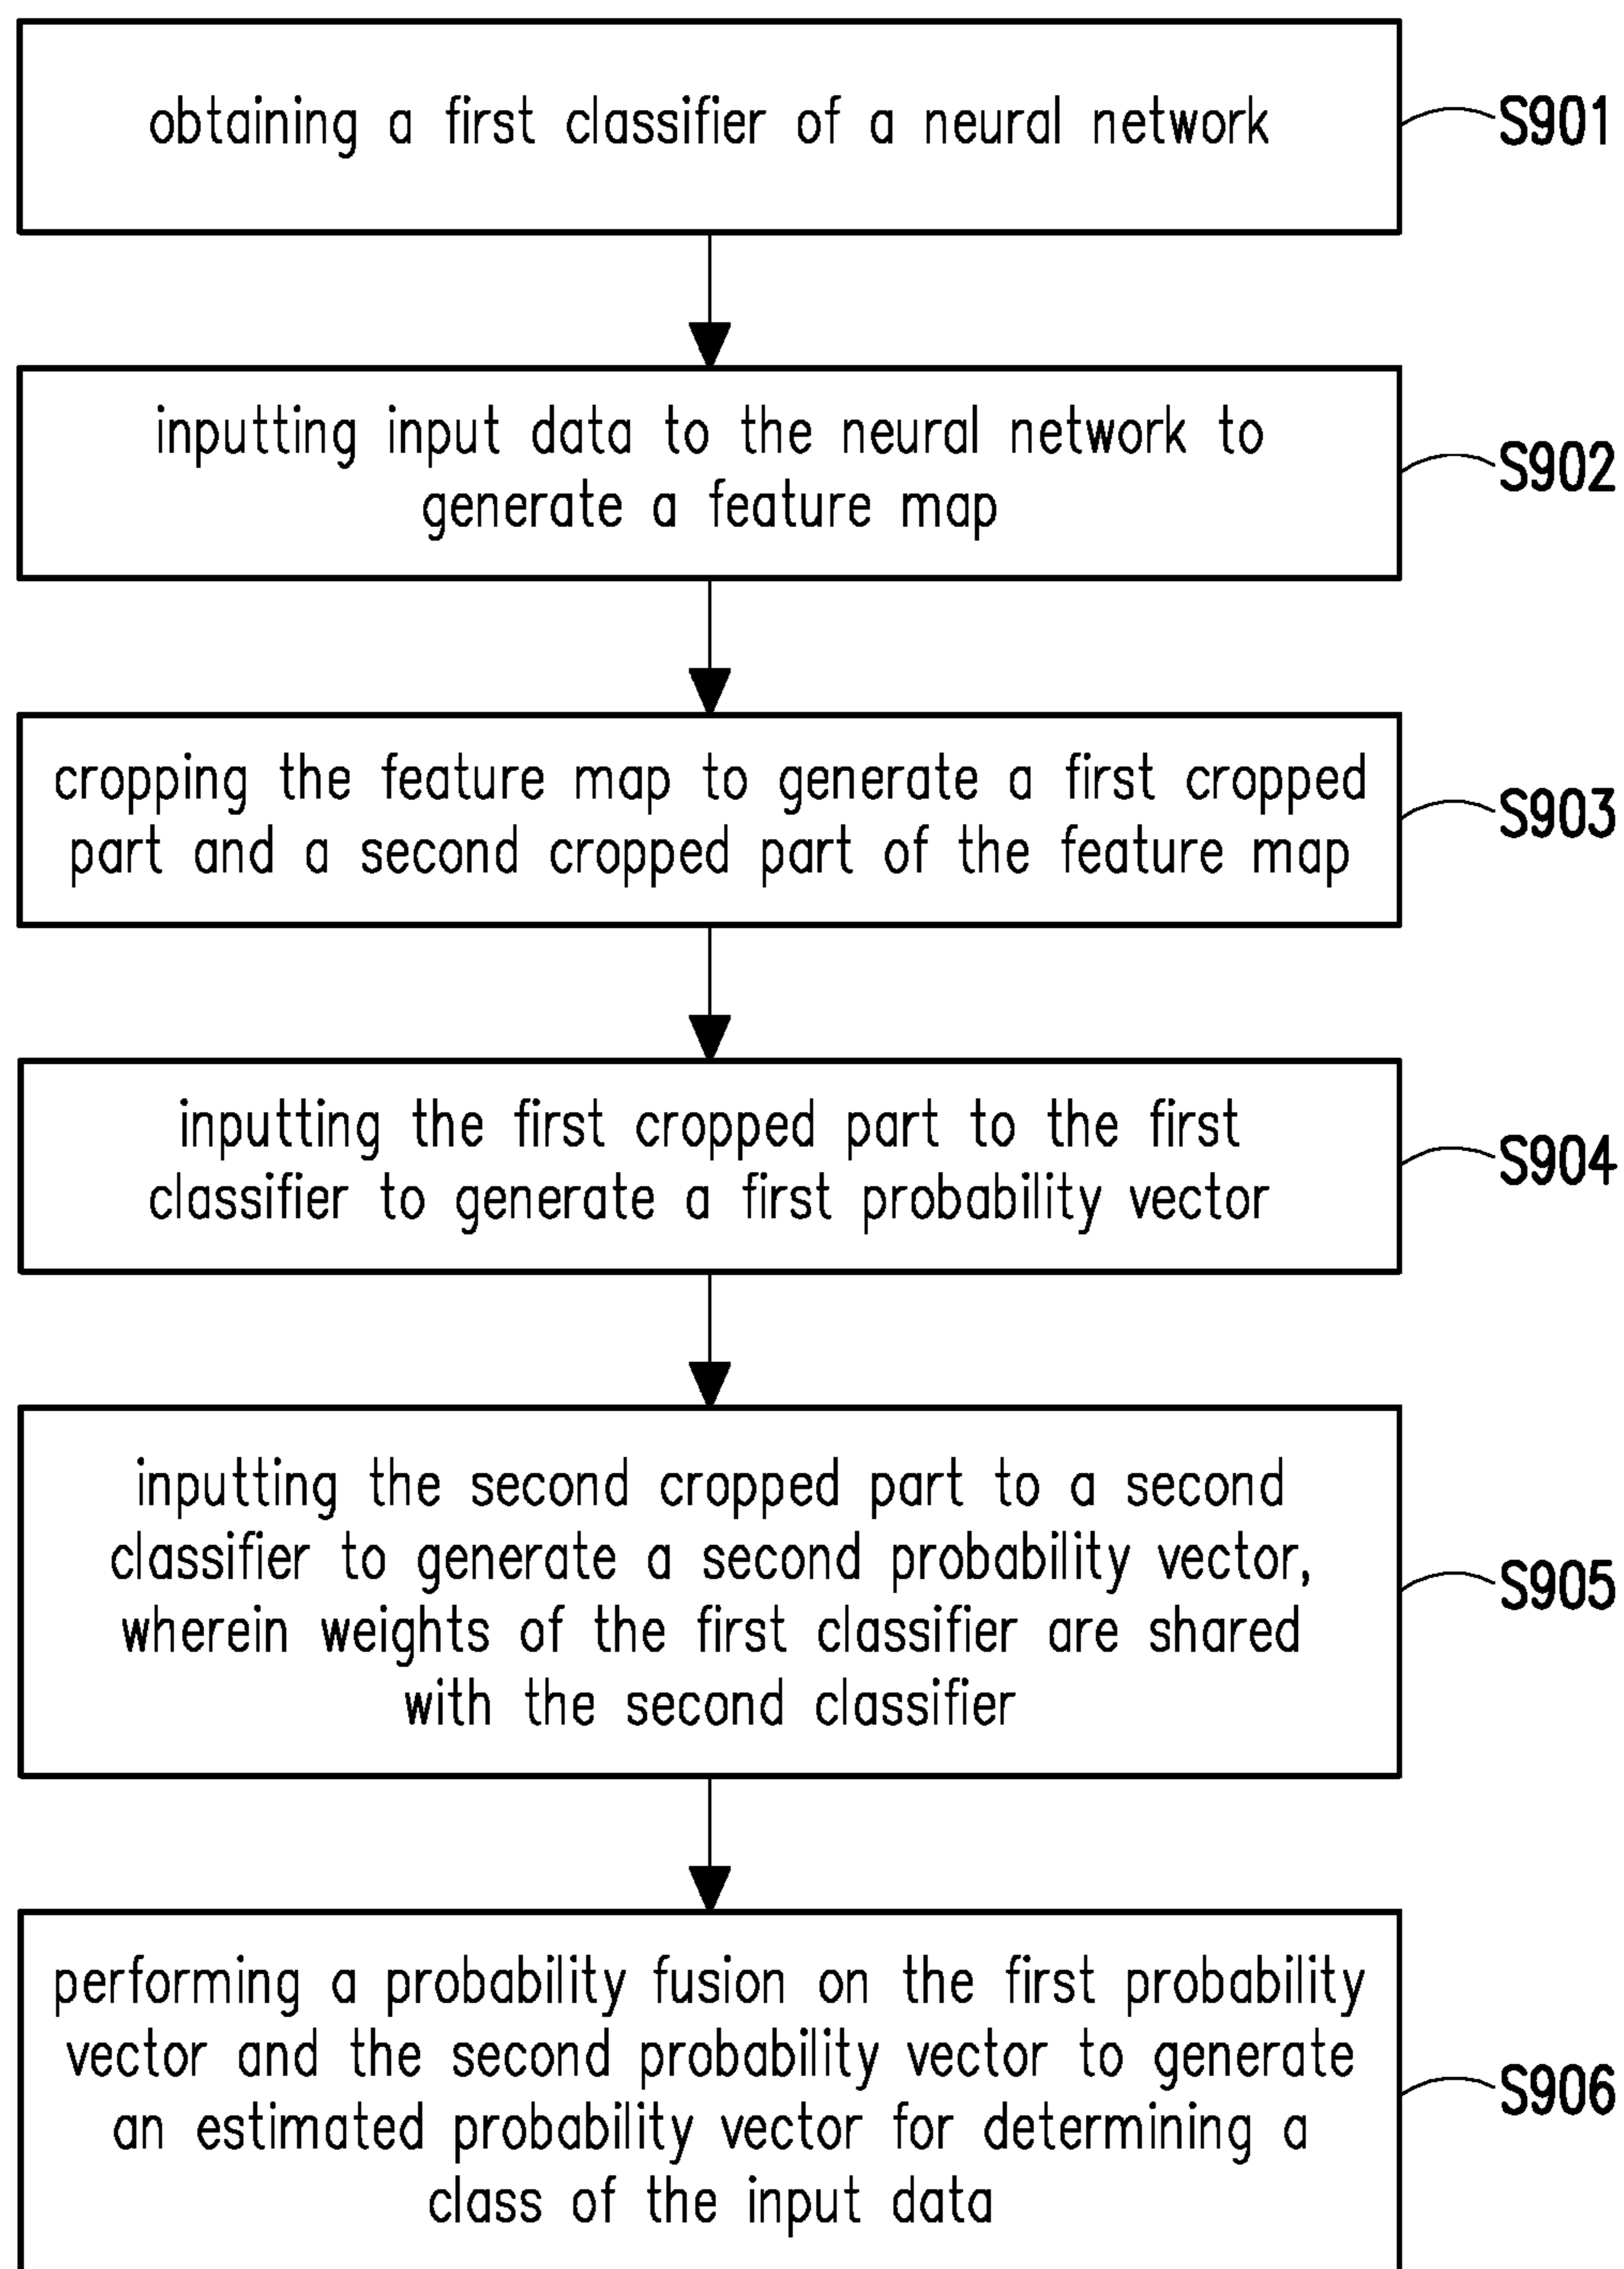 obtaining a first classifier of a neural network
S901
inputting input data to the neural network to
generate a feature map
S902
cropping the feature map to generate a first cropped
part and a second cropped part of the feature map
S903
inputting the first cropped part to the first
classifier to generate a first probability vector
S904
inputting the second cropped part to a second
classifier to generate a second probability vector,
wherein weights of the first classifier are shared
with the second classifier
S905
performing a probability fusion on the first probability
vector and the second probability vector to generate
an estimated probability vector for determining a
class of the input data
S906